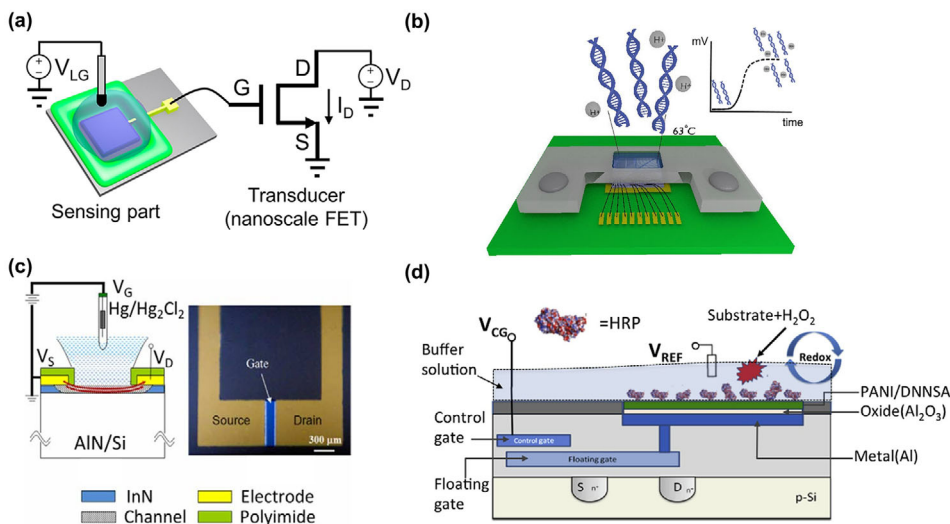 (a)
V_LG
G
D
I_D
S
V_D
Sensing part
Transducer
(nanoscale FET)
(b)
H+
H+
H+
63°C
mV
time
(c)
V_G
Hg/Hg₂Cl₂
V_S
V_D
AlN/Si
Gate
Source
Drain
300 μm
InN
Electrode
Channel
Polyimide
(d)
V_CG
=HRP
Substrate+H₂O₂
Redox
V_REF
Buffer
solution
PANI/DNNSA
Oxide(Al₂O₃)
Control
gate
Control gate
Metal(Al)
Floating gate
Floating
gate
S n⁺
D n⁺
p-Si